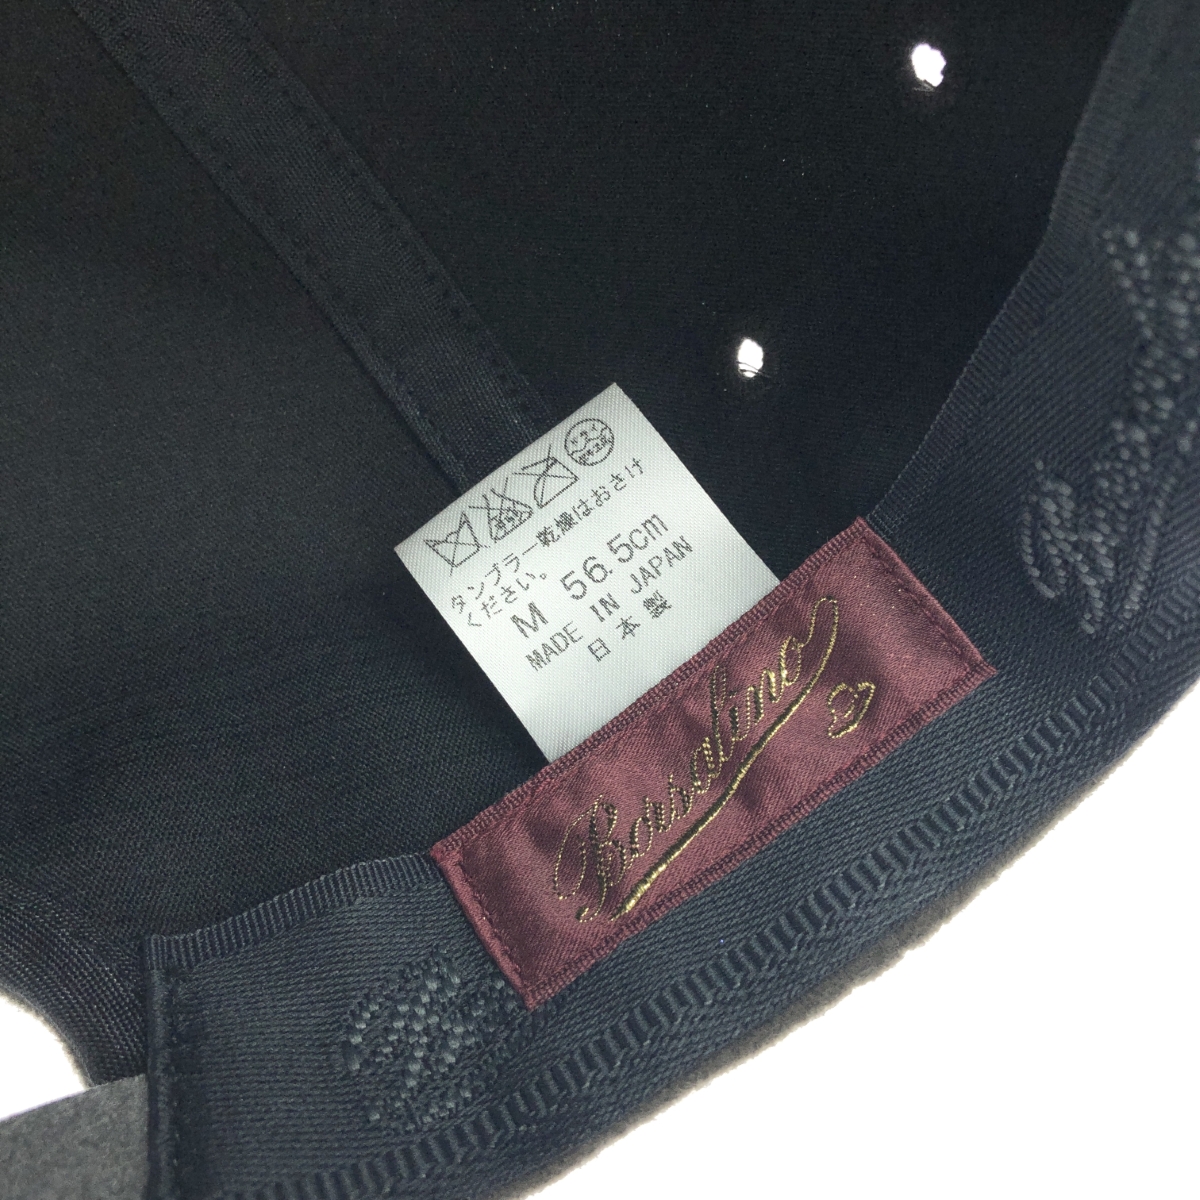 タンブラー乾燥はおさけ
ください。
M 56.5cm
MADE IN JAPAN
日本製
Borsalino